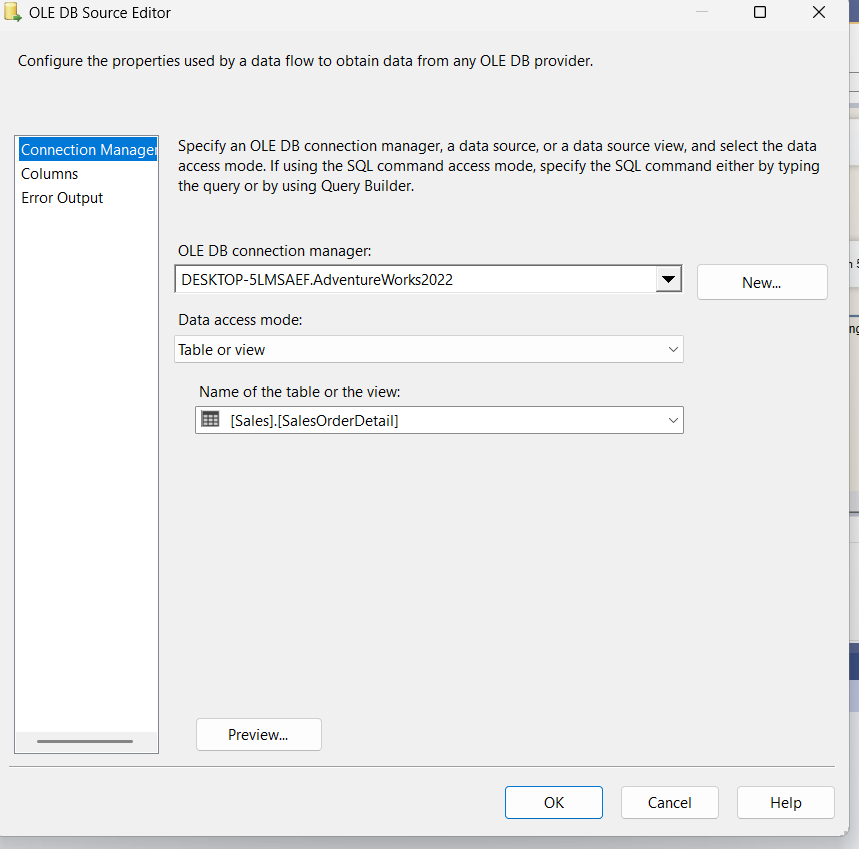 OLE DB Source Editor
Configure the properties used by a data flow to obtain data from any OLE DB provider.
Connection Manager
Columns
Error Output
Specify an OLE DB connection manager, a data source, or a data source view, and select the data
access mode. If using the SQL command access mode, specify the SQL command either by typing
the query or by using Query Builder.
OLE DB connection manager:
DESKTOP-5LMSAEF.AdventureWorks2022
New...
Data access mode:
Table or view
Name of the table or the view:
[Sales].[SalesOrderDetail]
Preview...
OK
Cancel
Help